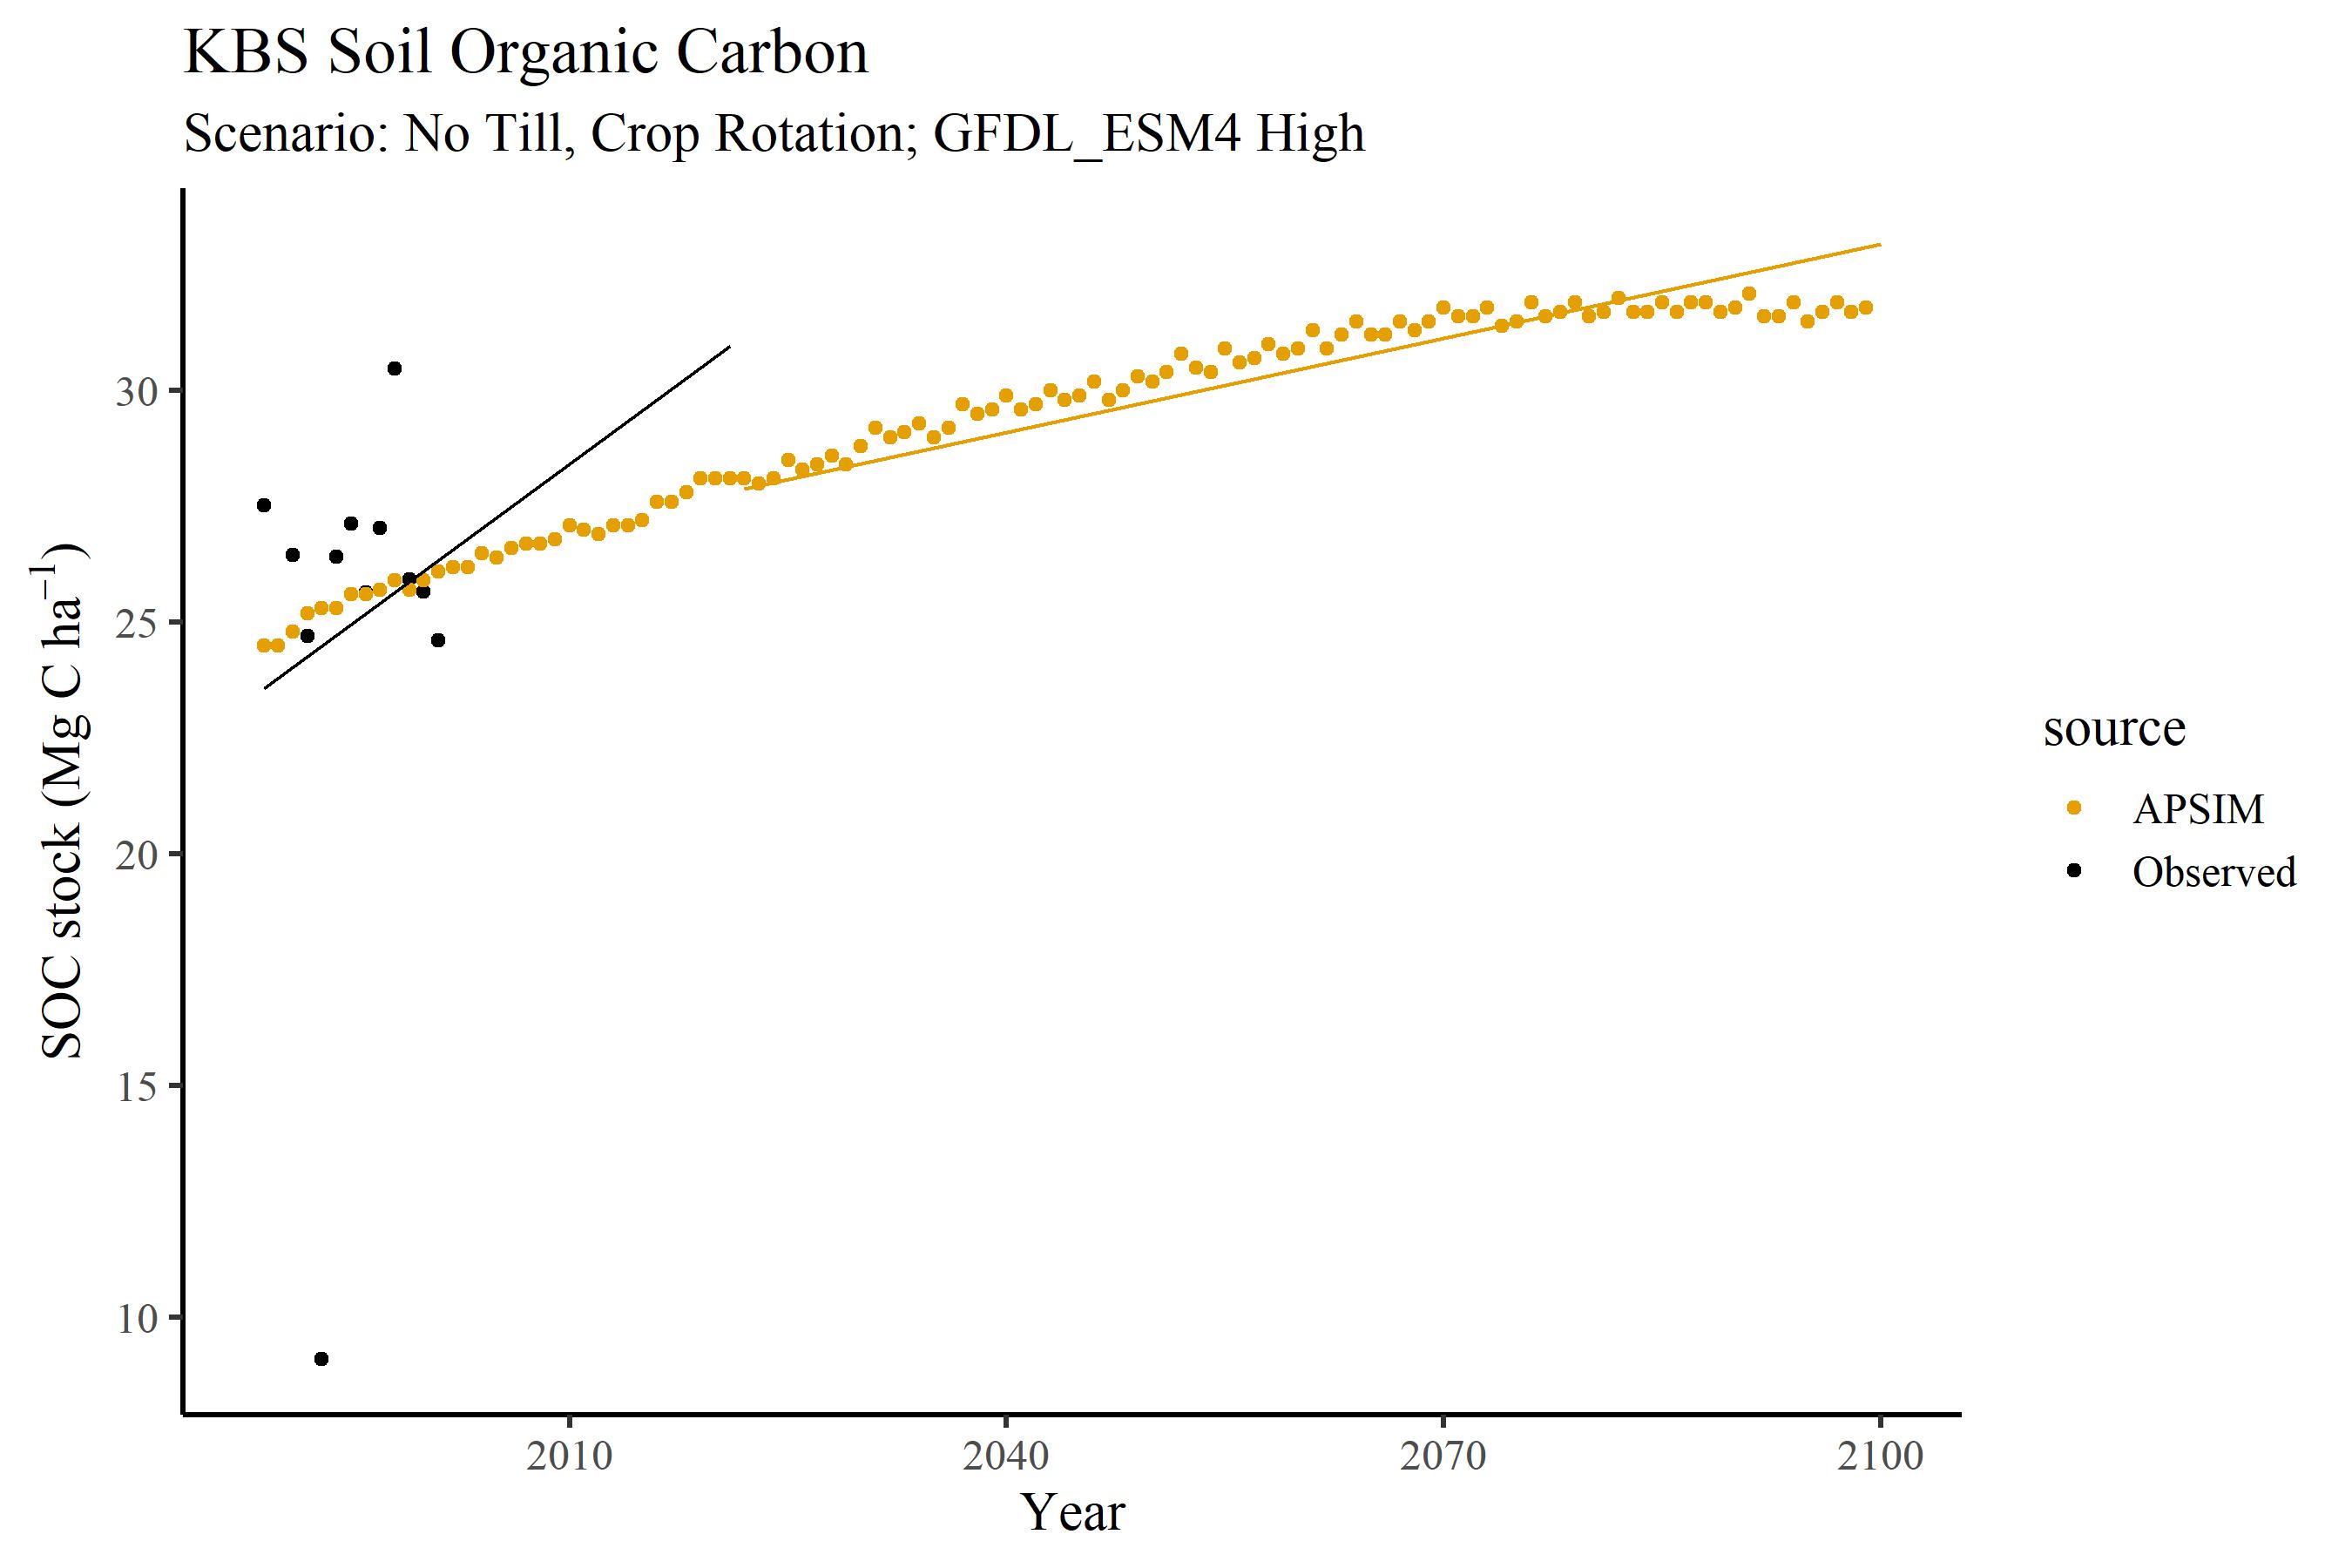 KBS Soil Organic Carbon
Scenario: No Till, Crop Rotation; GFDL_ESM4 High
SOC stock (Mg C ha⁻¹)
30
25
20
15
10
2010 2040 2070 2100
Year
source
APSIM
Observed